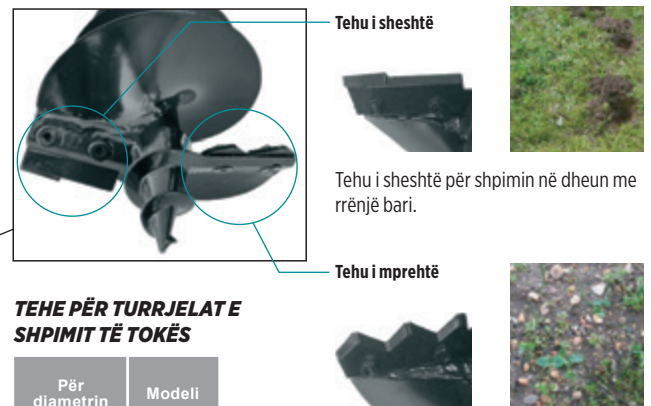 Tehu i sheshtë
Tehu i sheshtë për shpimin në dheun me
rrënjë bari.
Tehu i mprehtë
TEHE PËR TURRJELAT E
SHPIMIT TË TOKËS
Për
diametrin
Modeli